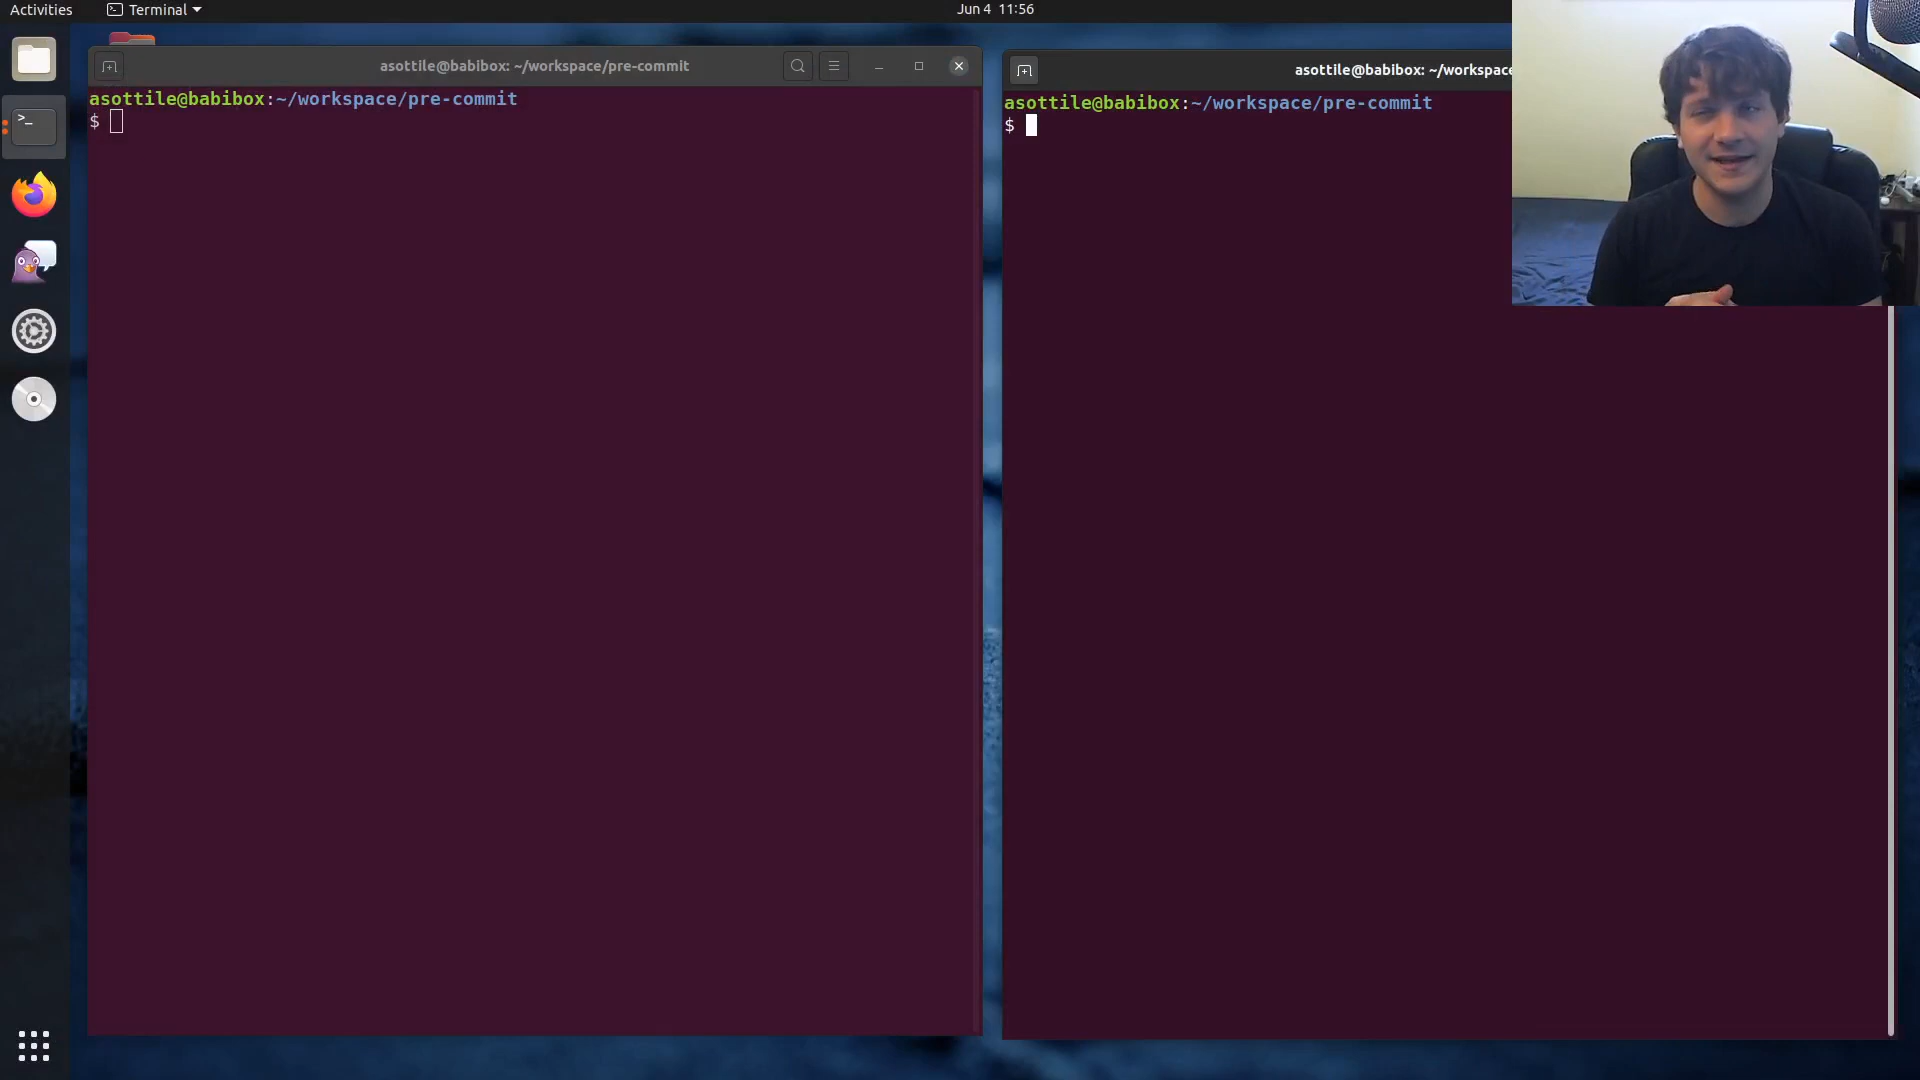 Activities
Terminal
Jun 4 11:56
asottile@babibox: ~/workspace/pre-commit
asottile@babibox:~/workspace/pre-commit
$
asottile@babibox: ~/workspace
asottile@babibox:~/workspace/pre-commit
$